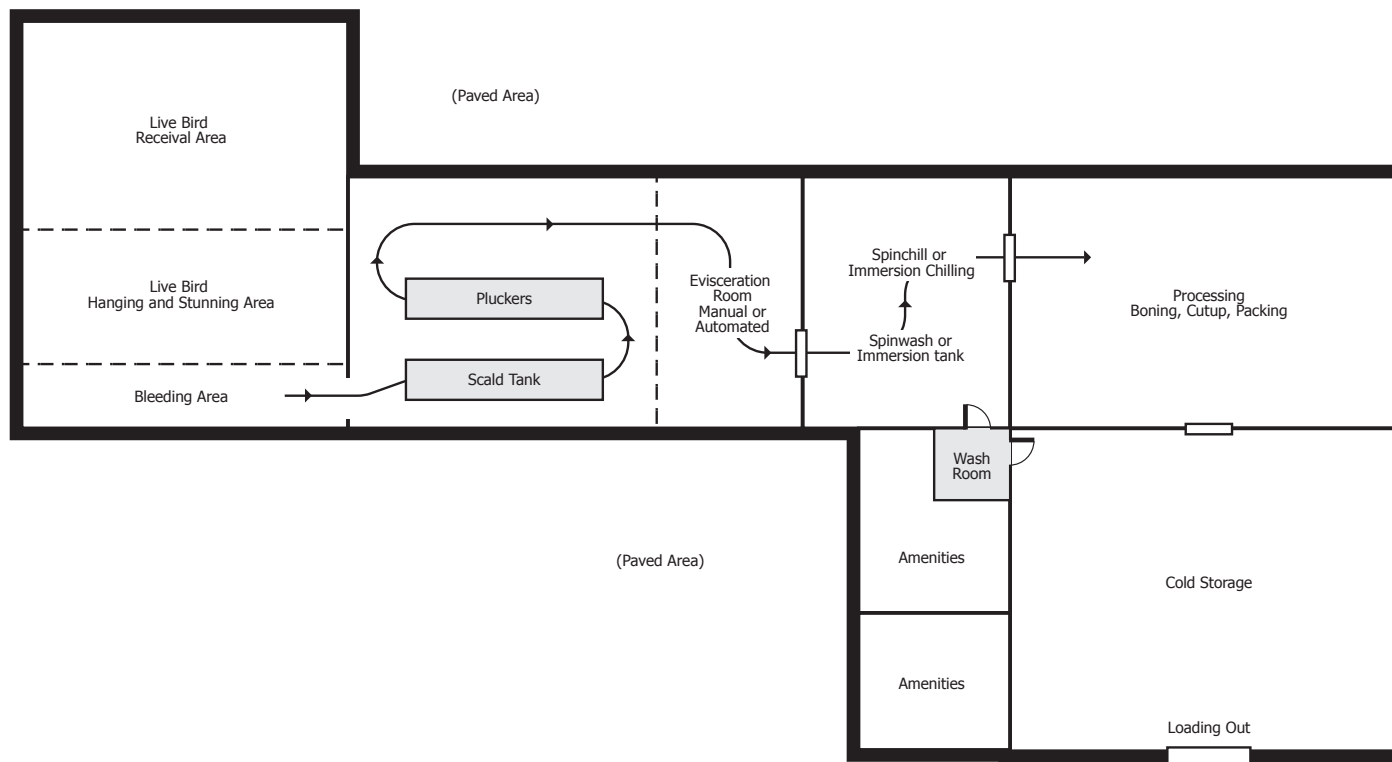 (Paved Area)
Live Bird
Receival Area
Live Bird
Hanging and Stunning Area
Bleeding Area
Pluckers
Scald Tank
Evisceration
Room
Manual or
Automated
Spinchill or
Immersion Chilling
Spinwash or
Immersion tank
Processing
Boning, Cutup, Packing
Wash
Room
(Paved Area)
Amenities
Cold Storage
Amenities
Loading Out